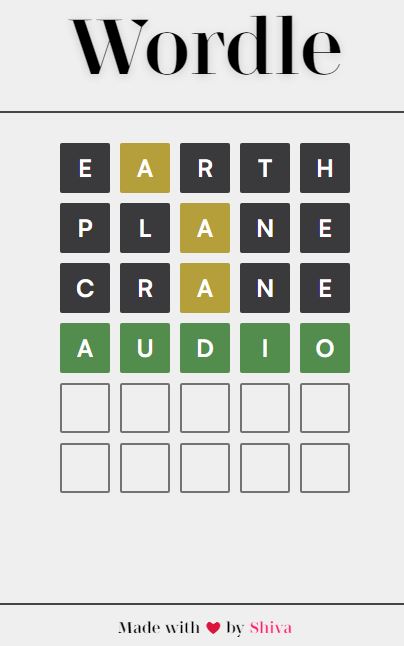 Wordle
E A R T H
P L A N E
C R A N E
A U D I O
Made with ❤ by Shiva